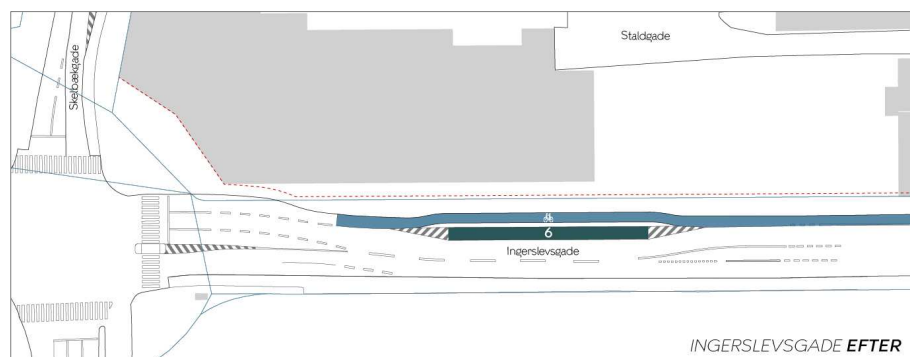 Staldgade
Skelbækgade
6
Ingerslevsgade
INGERSLEVSGADE EFTER